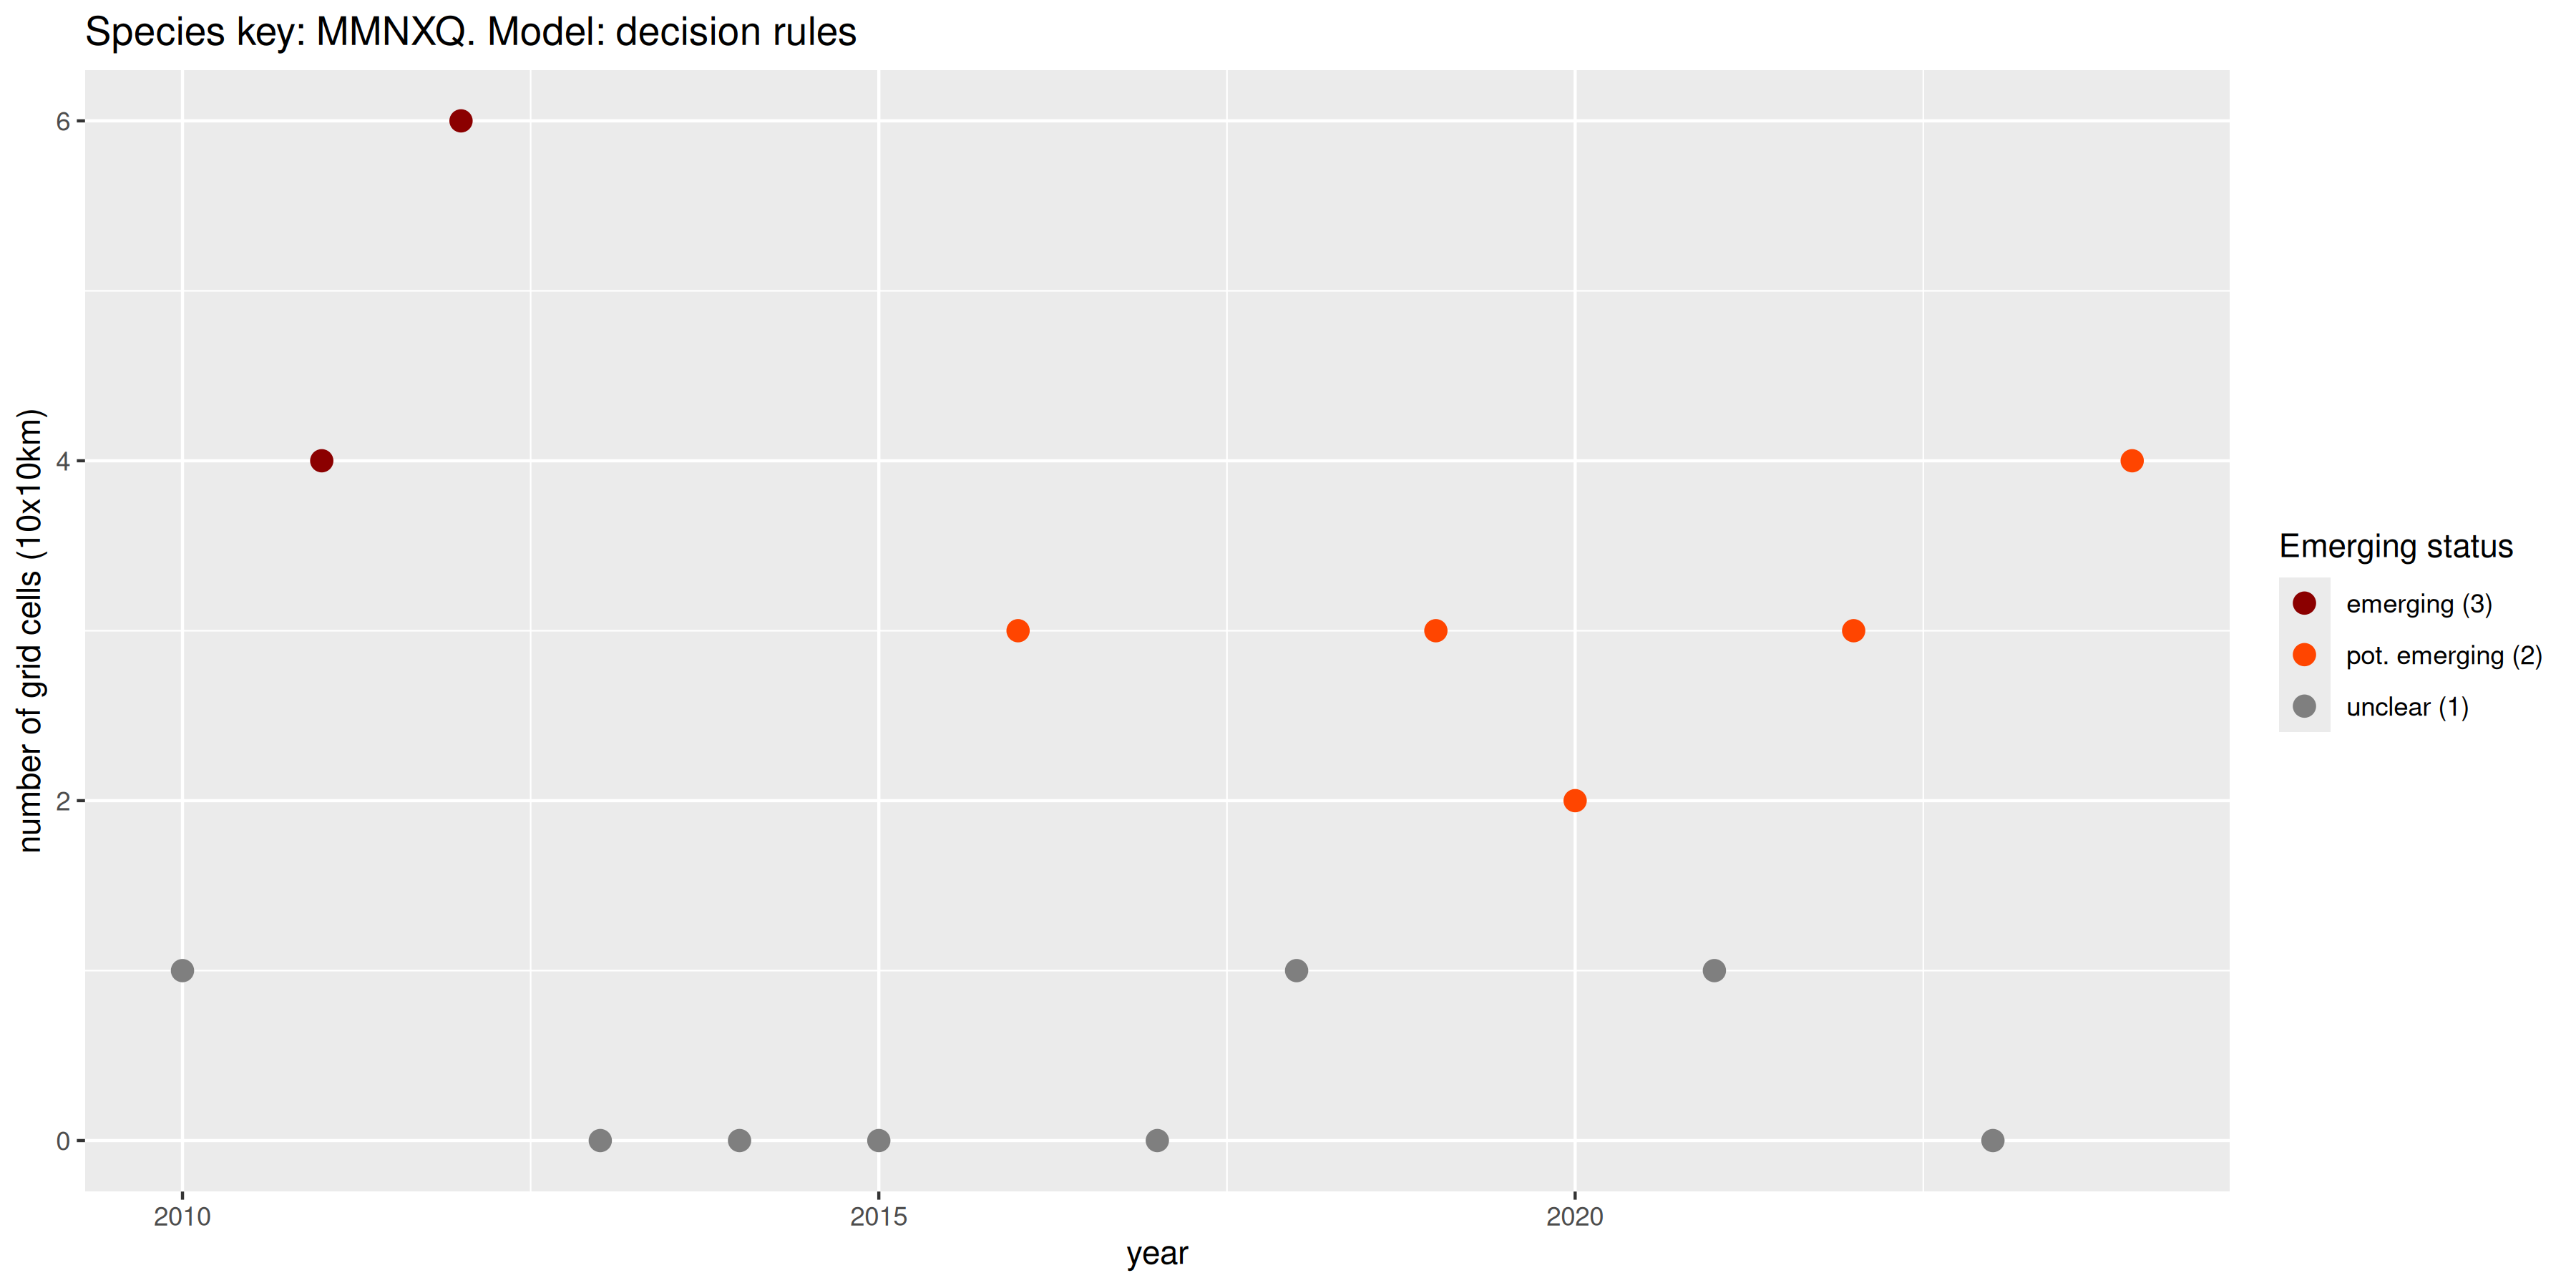 Species key: MMNXQ. Model: decision rules
number of grid cells (10x10km)
6
4
2
0
2010
2015
2020
year
Emerging status
emerging (3)
pot. emerging (2)
unclear (1)